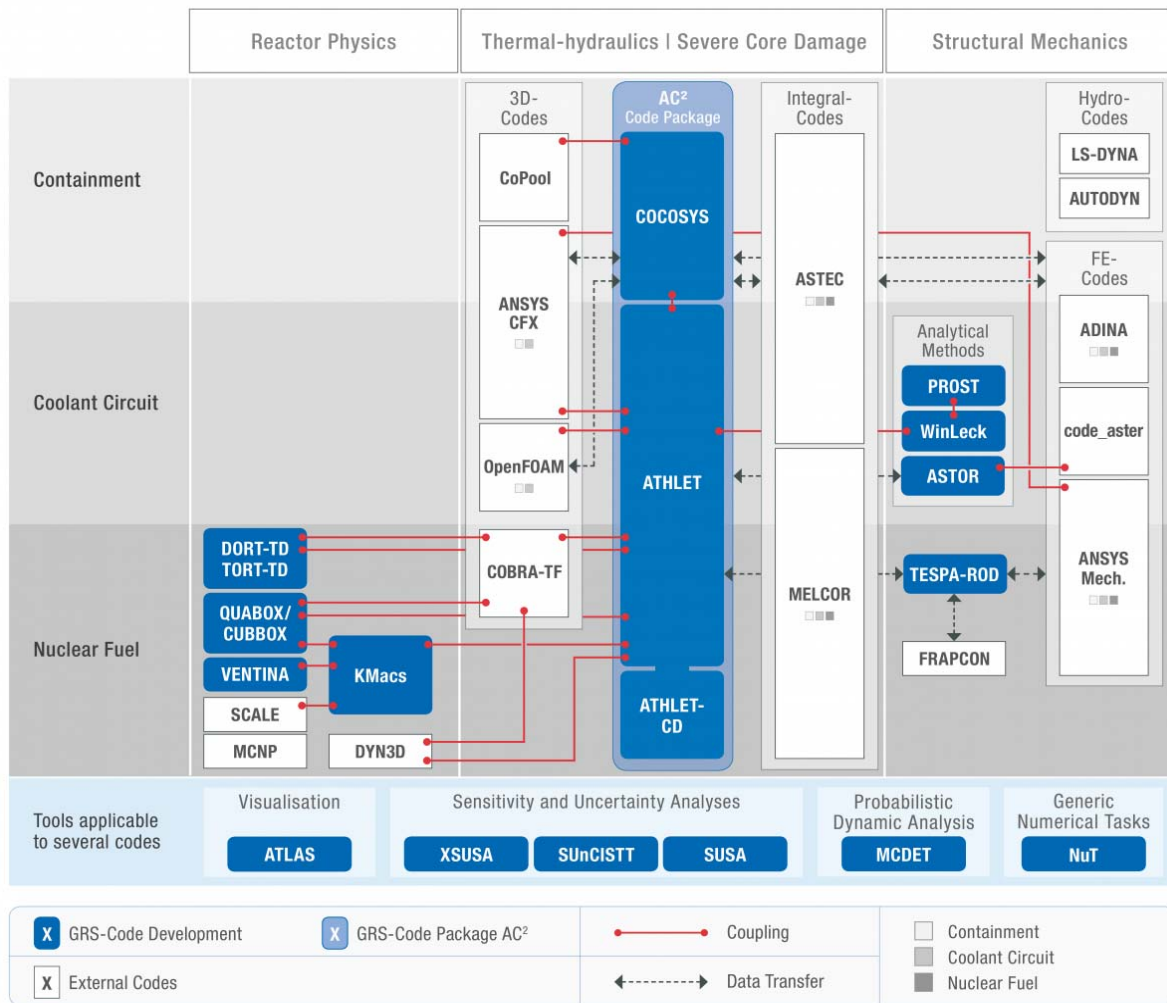 Reactor Physics
Thermal-hydraulics | Severe Core Damage
Structural Mechanics
3D-
Codes
AC²
Code Package
Integral-
Codes
Hydro-
Codes
Containment
CoPool
COCOSYS
LS-DYNA
AUTODYN
ANSYS
CFX
ASTEC
FE-
Codes
Coolant Circuit
OpenFOAM
ATHLET
Analytical
Methods
PROST
WinLeck
ASTOR
ADINA
code_aster
Nuclear Fuel
DORT-TD
TORT-TD
COBRA-TF
QUABOX/
CUBBOX
VENTINA
KMacs
SCALE
MCNP
DYN3D
ATHLET-
CD
MELCOR
TESPA-ROD
FRAPCON
ANSYS
Mech.
Tools applicable
to several codes
Visualisation
ATLAS
Sensitivity and Uncertainty Analyses
XSUSA
SUnCISTT
SUSA
Probabilistic
Dynamic Analysis
MCDET
Generic
Numerical Tasks
NuT
X GRS-Code Development
X GRS-Code Package AC²
X External Codes
Coupling
Data Transfer
Containment
Coolant Circuit
Nuclear Fuel